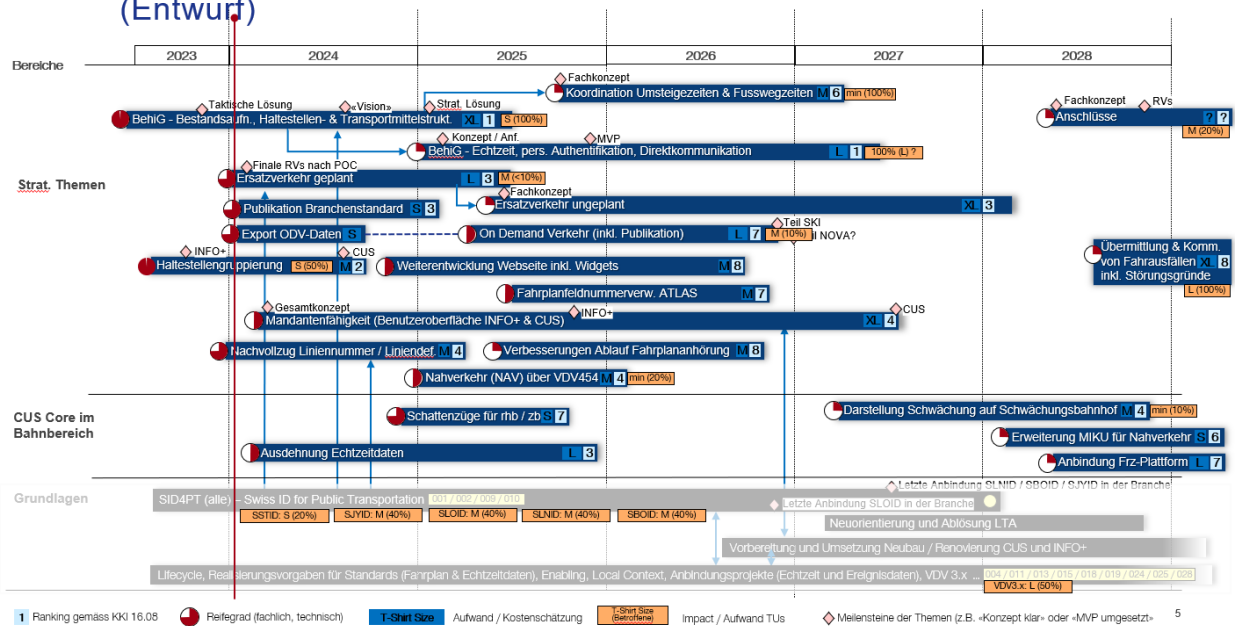 (Entwurf)
2023 2024 2025 2026 2027 2028
Bereiche
Fachkonzept
Koordination Umsteigezeiten & Fusswegzeiten M 6 min (100%)
Taktische Lösung «Vision» Strat. Lösung
BehiG - Bestandsaufn., Haltestellen- & Transportmittelstrukt. XL 1 S (100%)
Fachkonzept RVs
Anschlüsse ? ?
M (20%)
Konzept / Anf. MVP
BehiG - Echtzeit, pers. Authentifikation, Direktkommunikation L 1 100% (L) ?
Finale RVs nach POC
Strat. Themen
Ersatzverkehr geplant L 3 M (<10%)
Fachkonzept
Ersatzverkehr ungeplant XL 3
Publikation Branchenstandard S 3
Teil SKI
Export ODV-Daten S
On Demand Verkehr (inkl. Publikation) L 7 M (10%)
NOVA?
INFO+ CUS
Haltestellengruppierung S (50%) M 2
Weiterentwicklung Webseite inkl. Widgets M 8
Übermittlung & Komm.
von Fahrausfällen XL 8
inkl. Störungsgründe
L (100%)
Fahrplanfeldnummerverw. ATLAS M 7
Gesamtkonzept INFO+ CUS
Mandantenfähigkeit (Benutzeroberfläche INFO+ & CUS) XL 4
Nachvollzug Liniennummer / Liniendef. M 4
Verbesserungen Ablauf Fahrplananhörung M 8
Nahverkehr (NAV) über VDV454 M 4 min (20%)
CUS Core im
Bahnbereich
Schattenzüge für rhb / zb S 7
Darstellung Schwächung auf Schwächungsbahnhof M 4 min (10%)
Erweiterung MIKU für Nahverkehr S 6
Ausdehnung Echtzeitdaten L 3
Anbindung Frz-Plattform L 7
Grundlagen
Letzte Anbindung SLNID / SBOID / SJYID in der Branche
SID4PT (alle) – Swiss ID for Public Transportation 001 / 002 / 009 / 010
Letzte Anbindung SLOID in der Branche
SSTID: S (20%) SJYID: M (40%) SLOID: M (40%) SLNID: M (40%) SBOID: M (40%)
Neuorientierung und Ablösung LTA
Vorbereitung und Umsetzung Neubau / Renovierung CUS und INFO+
Lifecycle, Realisierungsvorgaben für Standards (Fahrplan & Echtzeitdaten), Enabling, Local Context, Anbindungsprojekte (Echtzeit und Ereignisdaten), VDV 3.x ... 004 / 011 / 013 / 015 / 018 / 019 / 024 / 025 / 028
VDV3.x: L (50%)
1 Ranking gemäss KKI 16.08 Reifegrad (fachlich, technisch) T-Shirt Size Aufwand / Kostenschätzung T-Shirt Size (Betroffene) Impact / Aufwand TUs Meilensteine der Themen (z.B. «Konzept klar» oder «MVP umgesetzt» 5